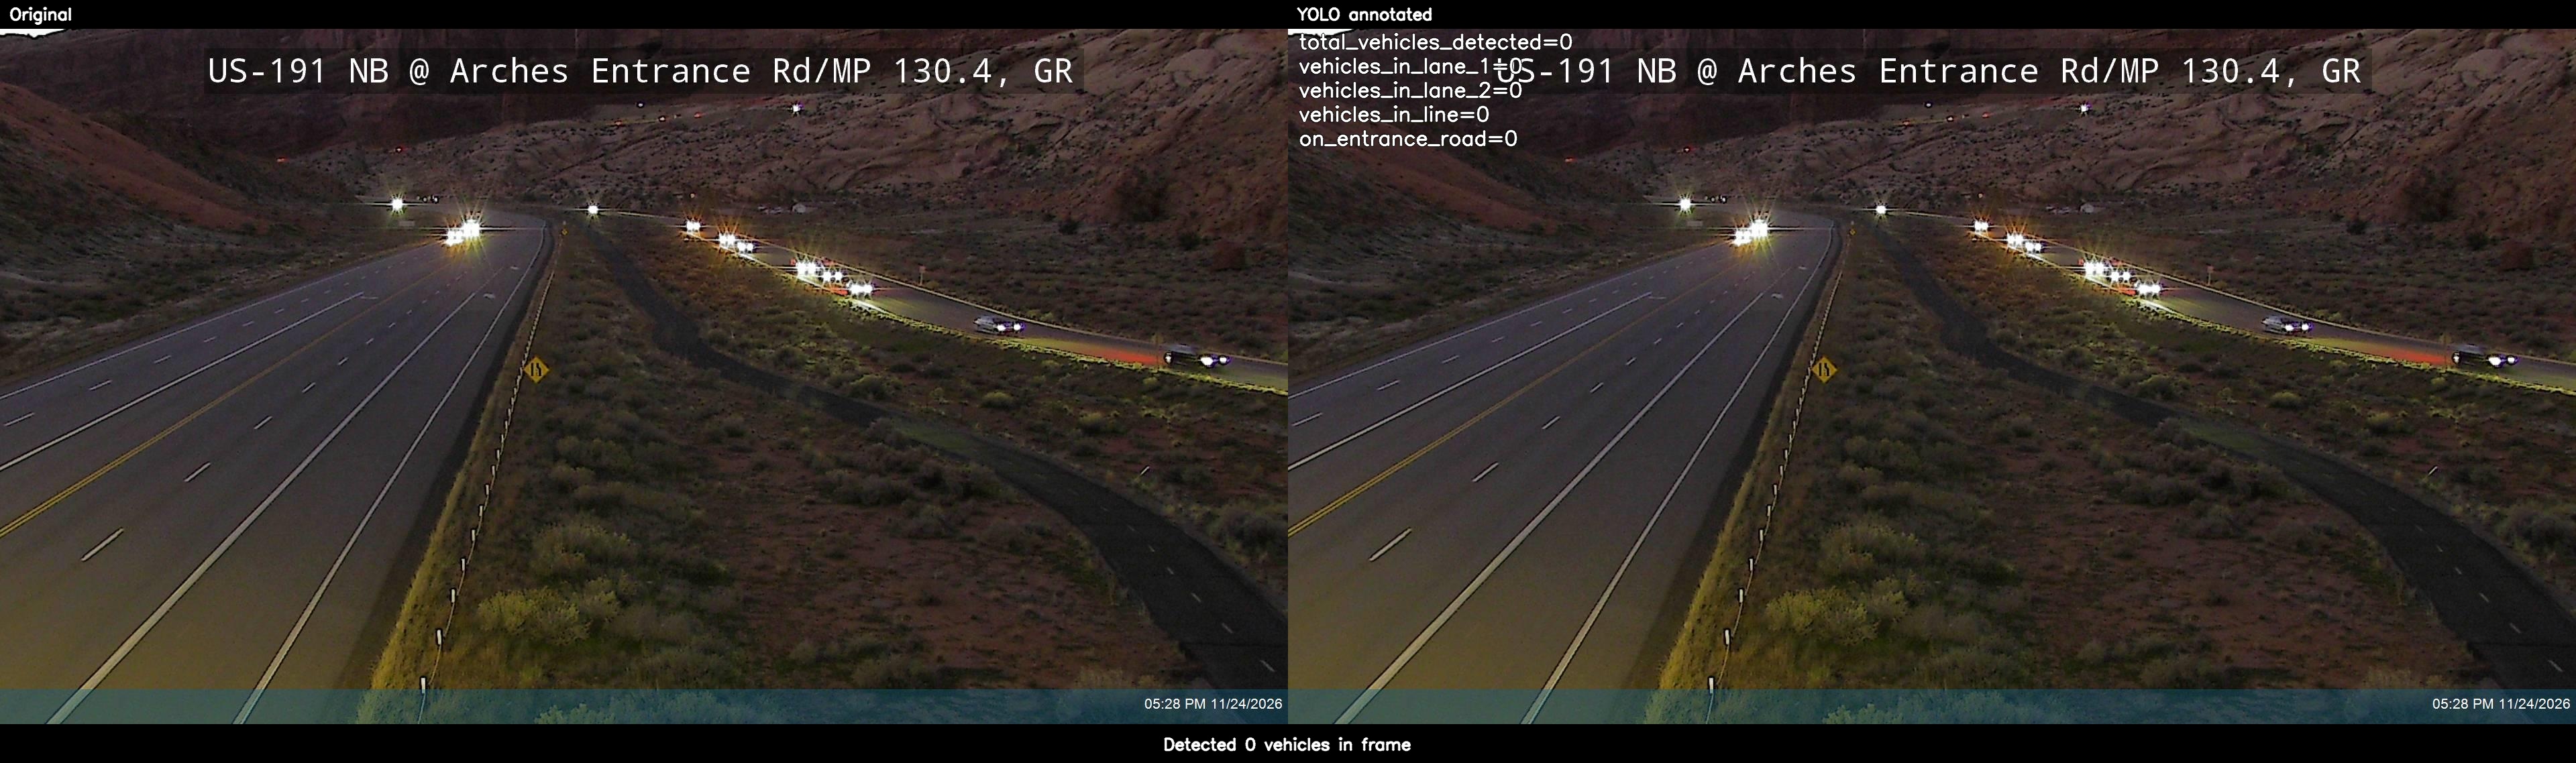 Original
US-191 NB @ Arches Entrance Rd/MP 130.4, GR
05:28 PM 11/24/2026
YOLO annotated
total_vehicles_detected=0
vehicles_in_lane_1=0
US-191 NB @ Arches Entrance Rd/MP 130.4, GR
vehicles_in_lane_2=0
vehicles_in_line=0
on_entrance_road=0
05:28 PM 11/24/2026
Detected 0 vehicles in frame